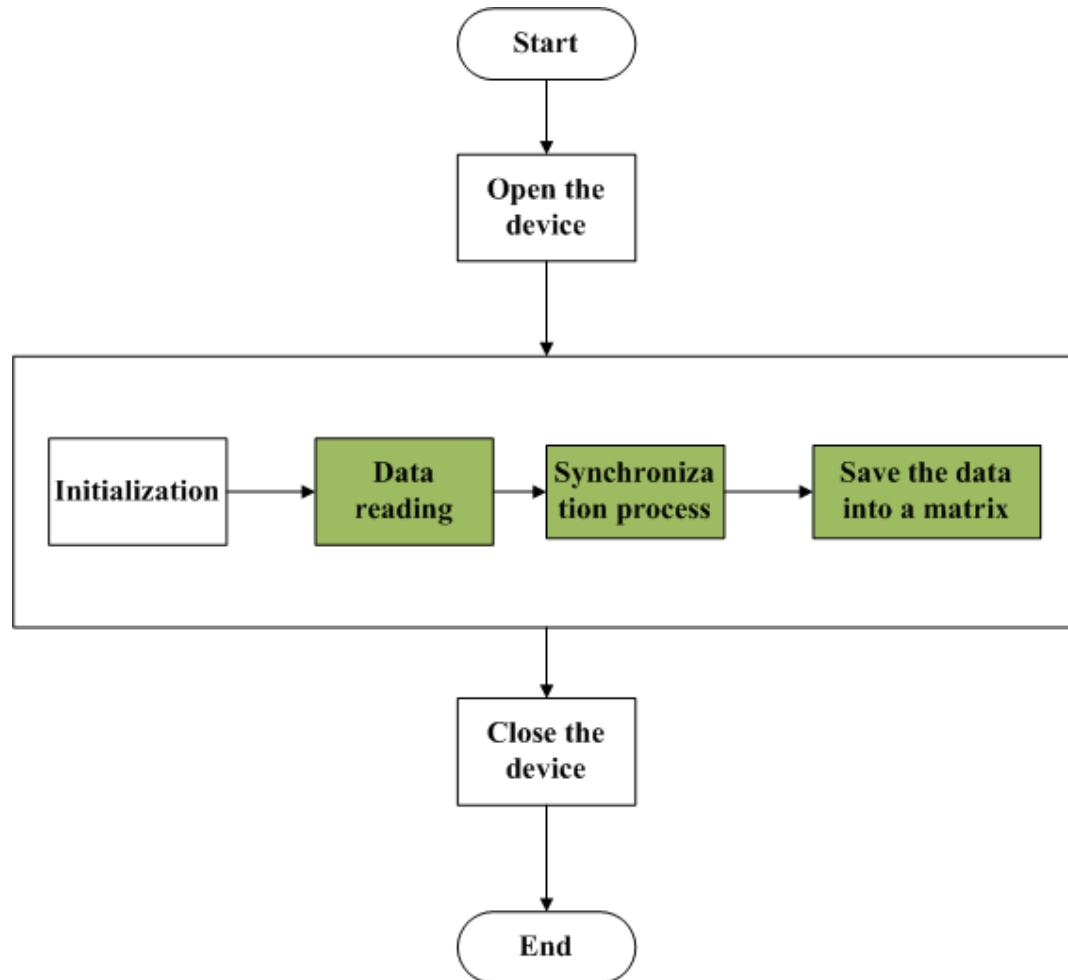 Start
Open the
device
Initialization
Data
reading
Synchroniza
tion process
Save the data
into a matrix
Close the
device
End